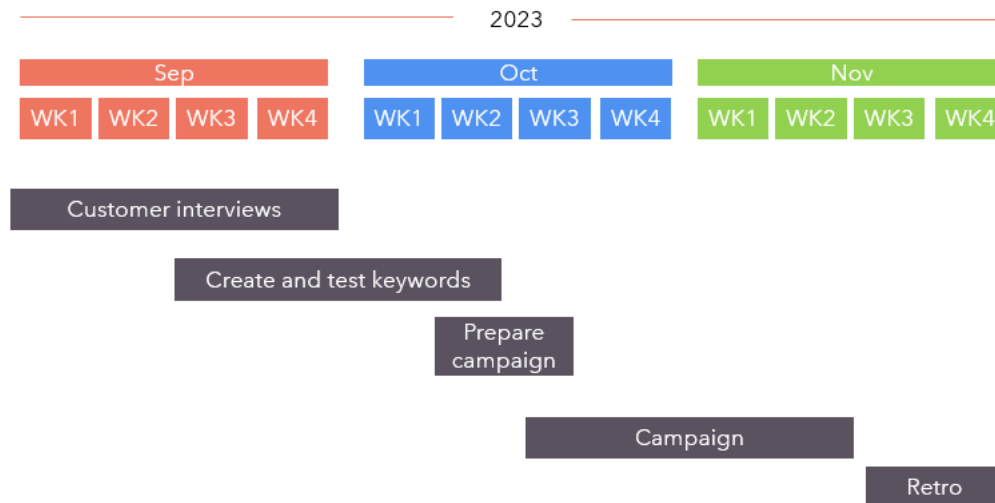 2023
Sep Oct Nov
WK1 WK2 WK3 WK4 WK1 WK2 WK3 WK4 WK1 WK2 WK3 WK4
Customer interviews
Create and test keywords
Prepare
campaign
Campaign
Retro